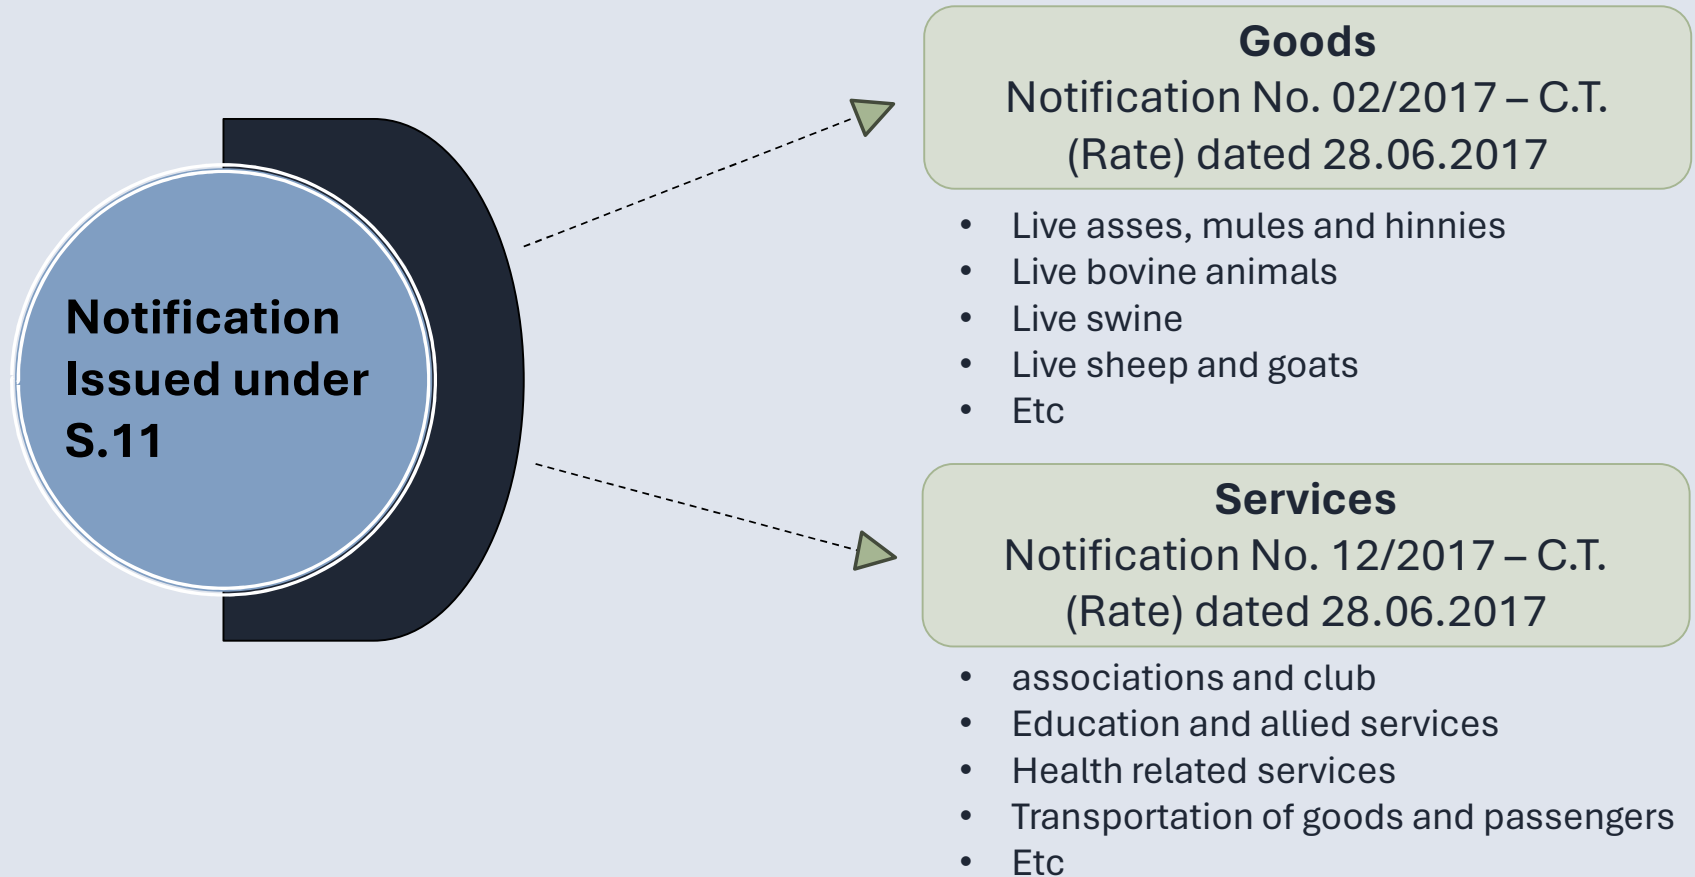 Notification
Issued under
S.11
Goods
Notification No. 02/2017 – C.T.
(Rate) dated 28.06.2017
• Live asses, mules and hinnies
• Live bovine animals
• Live swine
• Live sheep and goats
• Etc
Services
Notification No. 12/2017 – C.T.
(Rate) dated 28.06.2017
• associations and club
• Education and allied services
• Health related services
• Transportation of goods and passengers
• Etc